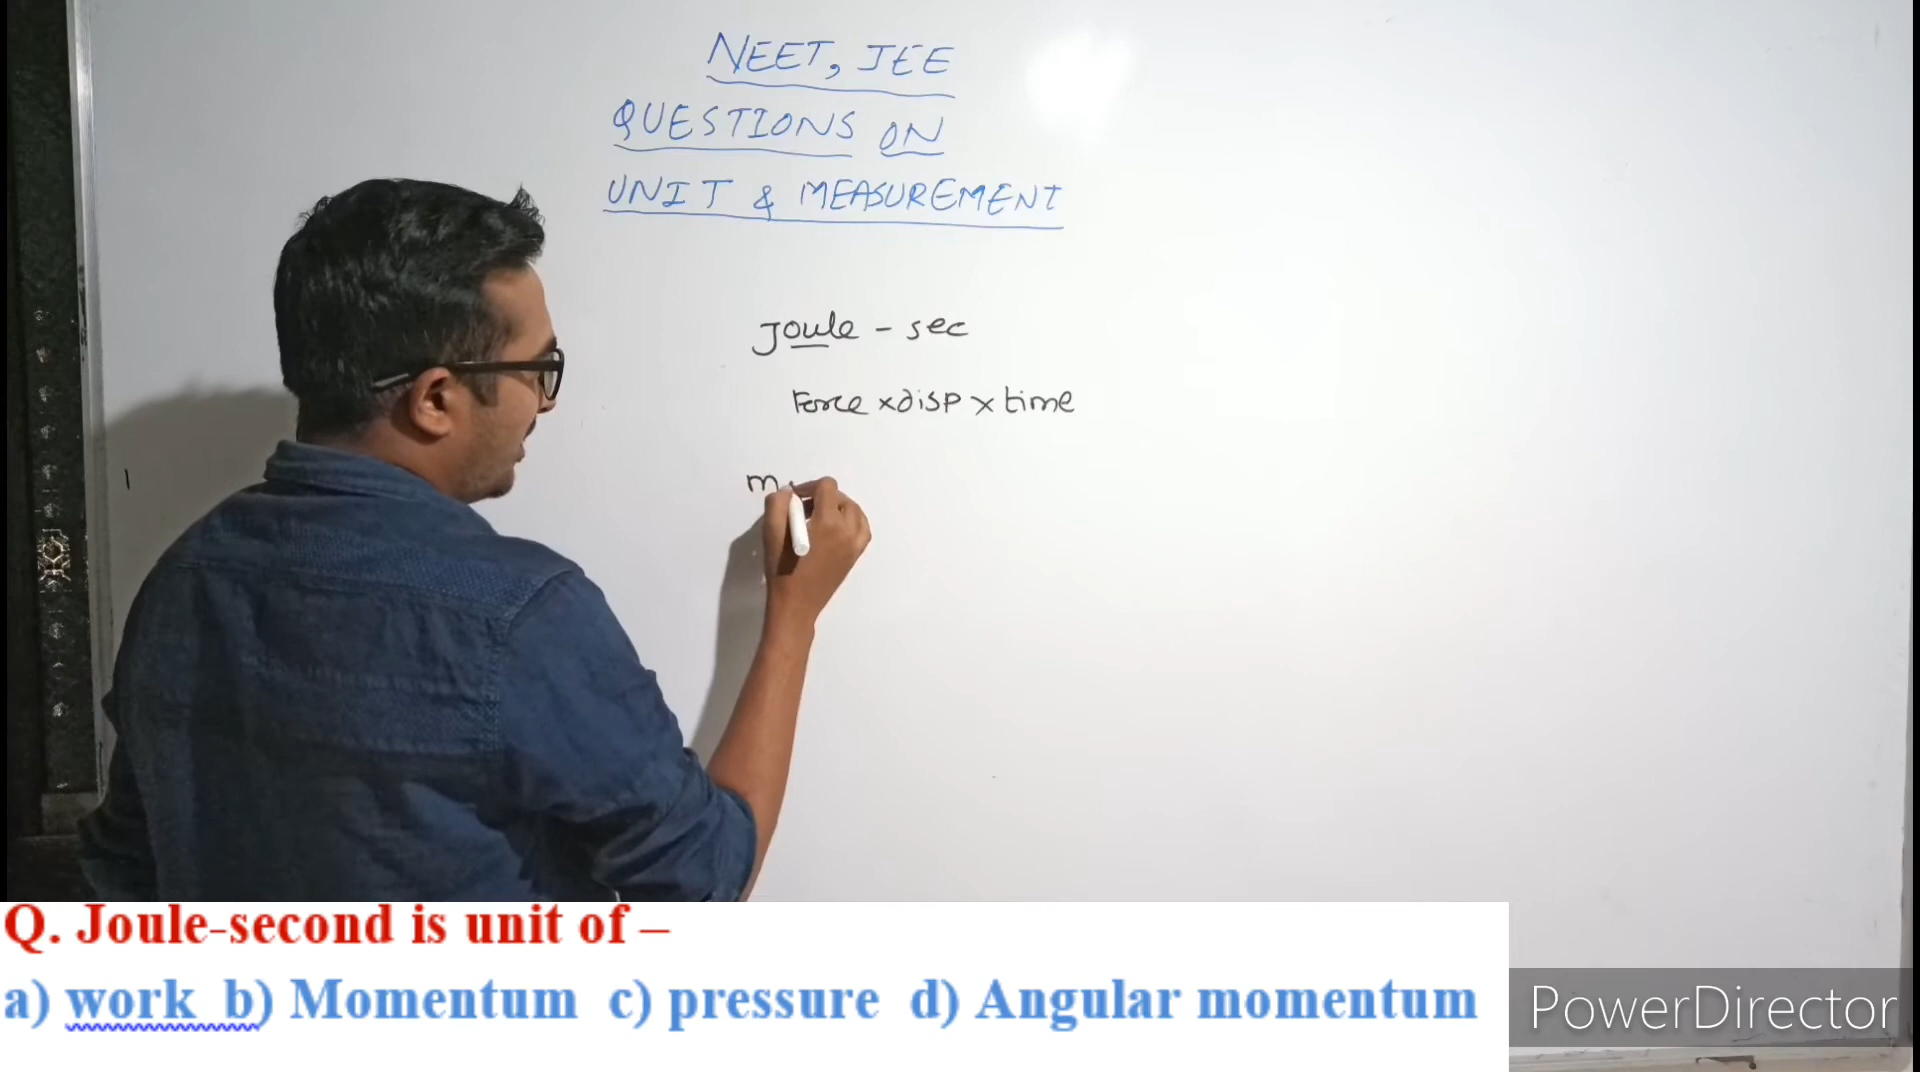 NEET, JEE
QUESTIONS ON
UNIT & MEASUREMENT
Joule - sec
Force × disp × time
m
Q. Joule-second is unit of –
a) work b) Momentum c) pressure d) Angular momentum
PowerDirector